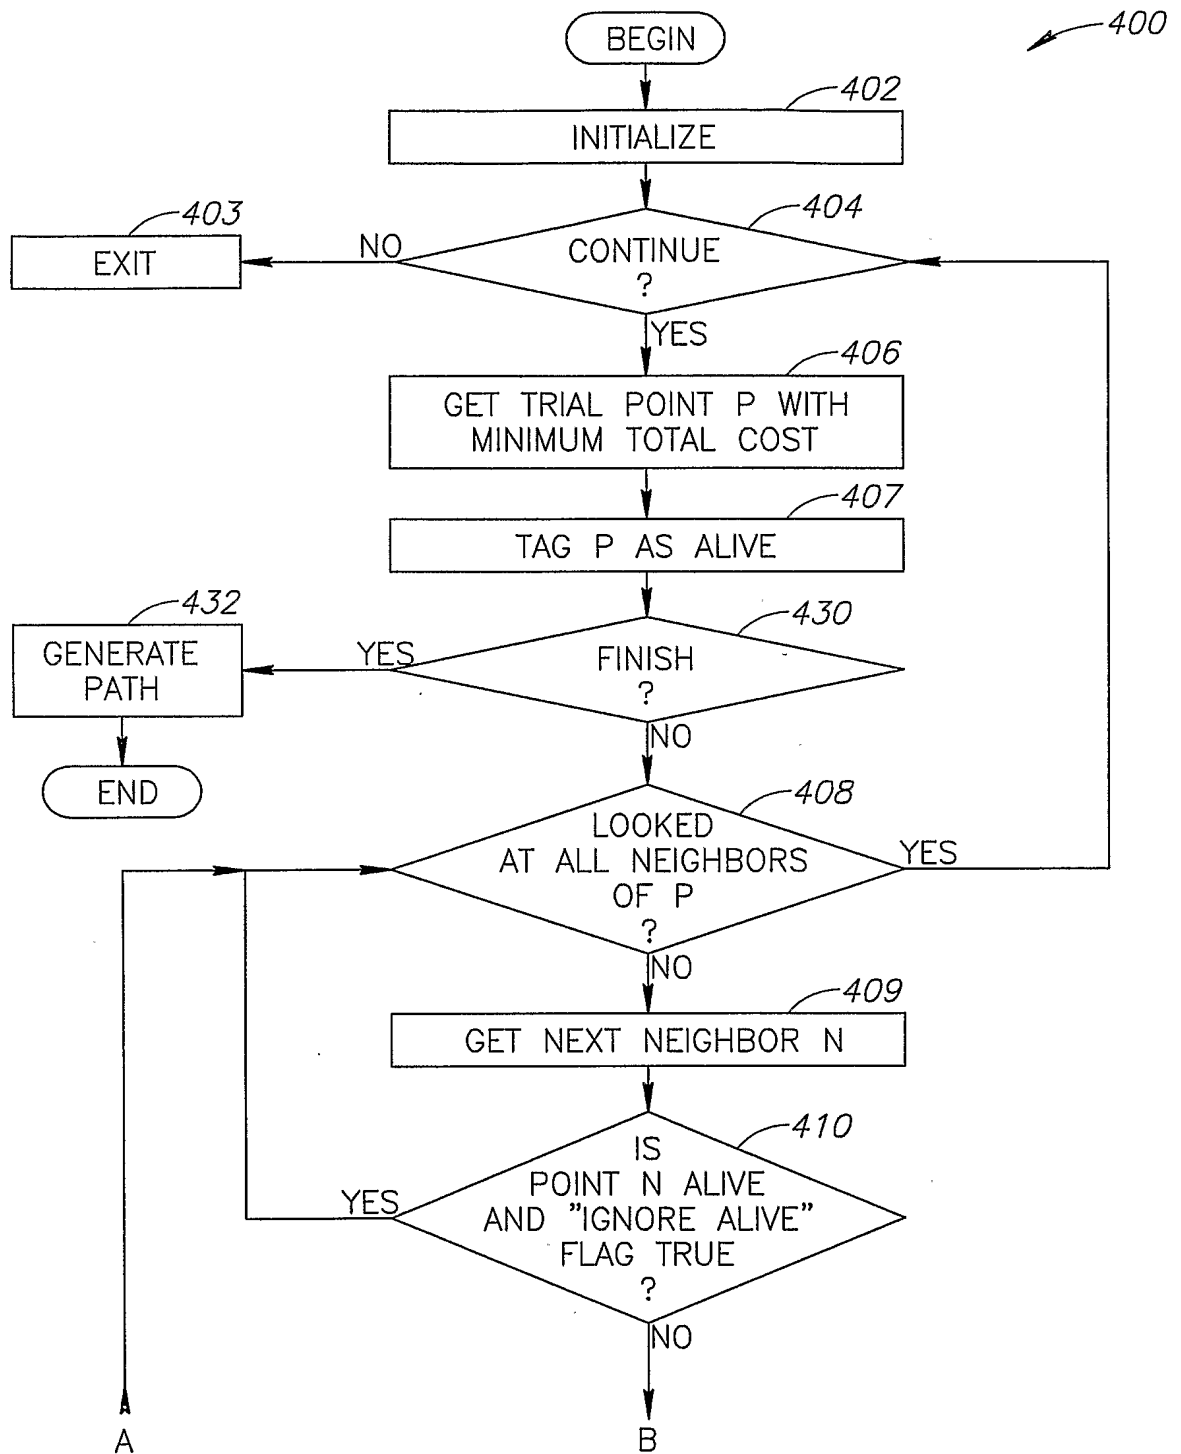 BEGIN
400
402
INITIALIZE
403
404
EXIT
NO
CONTINUE
?
YES
406
GET TRIAL POINT P WITH
MINIMUM TOTAL COST
407
TAG P AS ALIVE
432
430
GENERATE
PATH
YES
FINISH
?
NO
END
408
LOOKED
AT ALL NEIGHBORS
OF P
?
YES
NO
409
GET NEXT NEIGHBOR N
410
IS
POINT N ALIVE
AND "IGNORE ALIVE"
FLAG TRUE
?
YES
NO
A
B